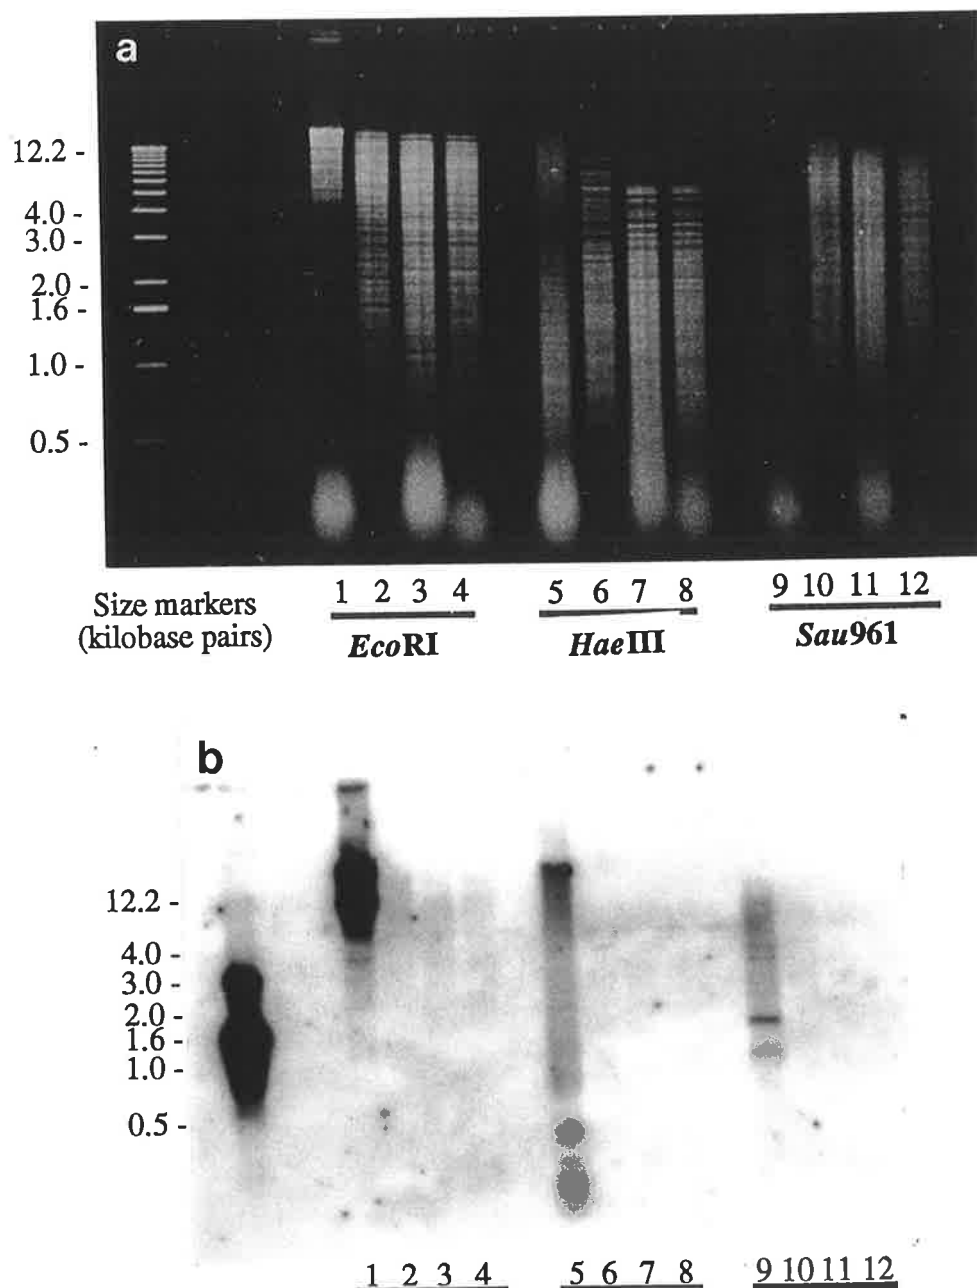 a
12.2 -
4.0 -
3.0 -
2.0 -
1.6 -
1.0 -
0.5 -
Size markers
(kilobase pairs)
1 2 3 4
5 6 7 8
9 10 11 12
EcoRI
HaeIII
Sau961
b
12.2 -
4.0 -
3.0 -
2.0 -
1.6 -
1.0 -
0.5 -
1 2 3 4
5 6 7 8
9 10 11 12